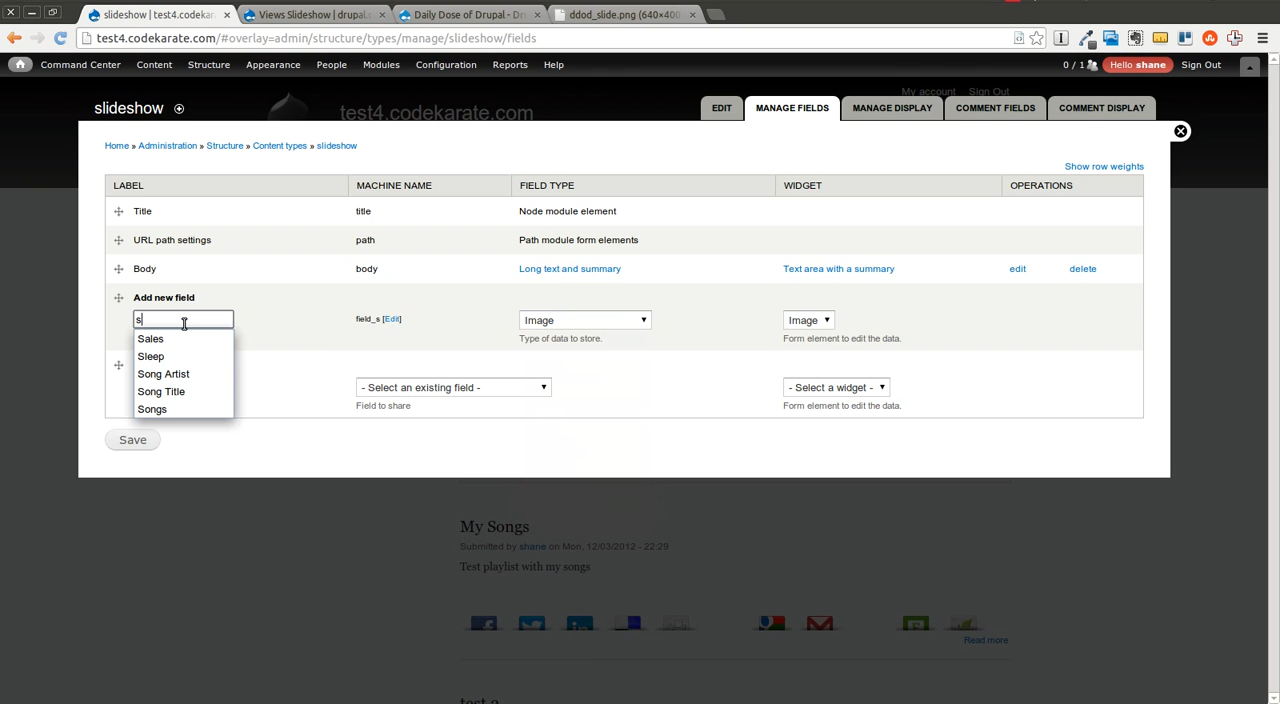 slideshow | test4.codekarat
Views Slideshow | drupal.c
Daily Dose of Drupal - Dr
ddod_slide.png (640×400
test4.codekarate.com/#overlay=admin/structure/types/manage/slideshow/fields
Command Center Content Structure Appearance People Modules Configuration Reports Help 0 / 1 Hello shane Sign Out
My account Sign Out
slideshow test4.codekarate.com EDIT MANAGE FIELDS MANAGE DISPLAY COMMENT FIELDS COMMENT DISPLAY
Home » Administration » Structure » Content types » slideshow
Show row weights
LABEL MACHINE NAME FIELD TYPE WIDGET OPERATIONS
Title title Node module element
URL path settings path Path module form elements
Body body Long text and summary Text area with a summary edit delete
Add new field
s field_s [Edit] Image Image
Type of data to store. Form element to edit the data.
Sales
Sleep
Song Artist
Song Title
Songs
- Select an existing field - - Select a widget -
Field to share Form element to edit the data.
Save
My Songs
Submitted by shane on Mon, 12/03/2012 - 22:29
Test playlist with my songs
Read more